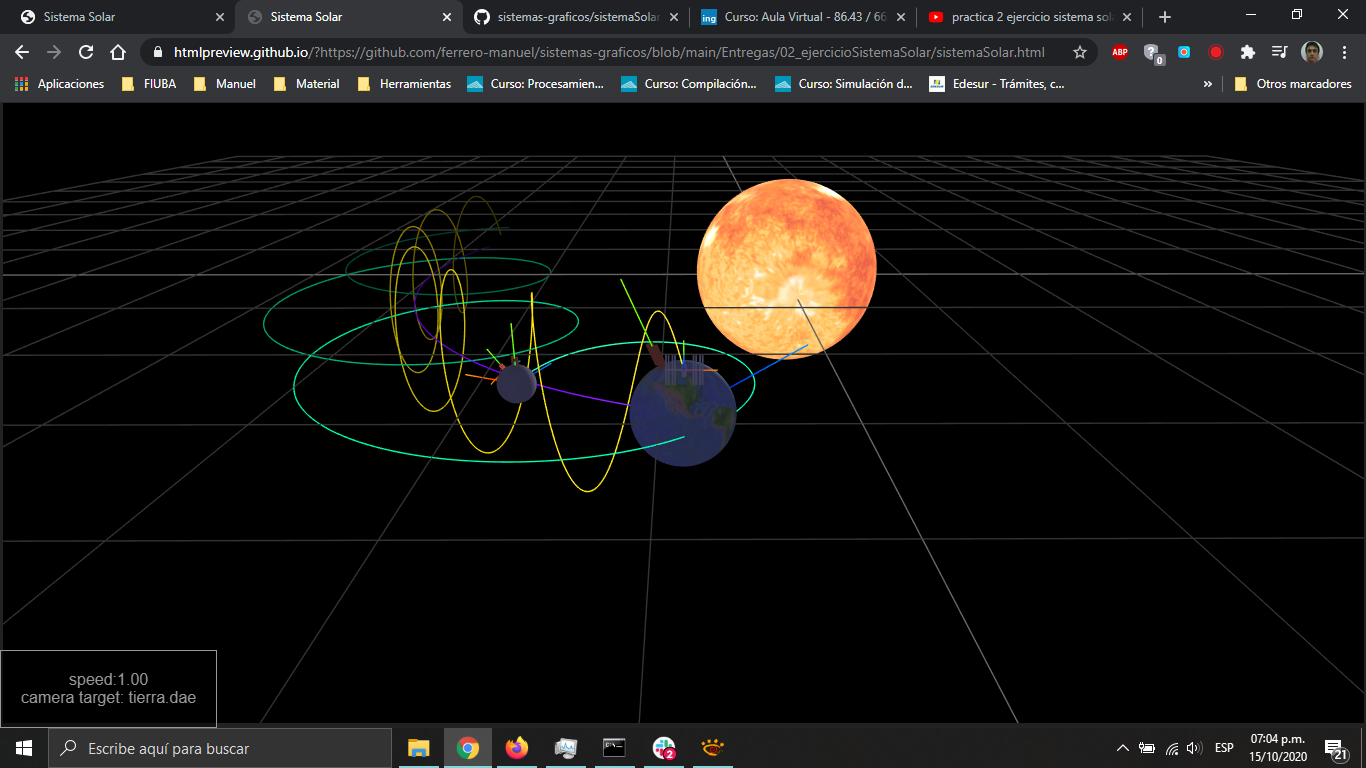 Sistema Solar
Sistema Solar
sistemas-graficos/sistemaSolar
Curso: Aula Virtual - 86.43 / 66
practica 2 ejercicio sistema sol
htmlpreview.github.io/?https://github.com/ferrero-manuel/sistemas-graficos/blob/main/Entregas/02_ejercicioSistemaSolar/sistemaSolar.html
ABP
0
Aplicaciones
FIUBA
Manuel
Material
Herramientas
Curso: Procesamien...
Curso: Compilación...
Curso: Simulación d...
Edesur - Trámites, c...
»
Otros marcadores
speed:1.00
camera target: tierra.dae
Escribe aquí para buscar
2
ESP
07:04 p.m.
15/10/2020
21